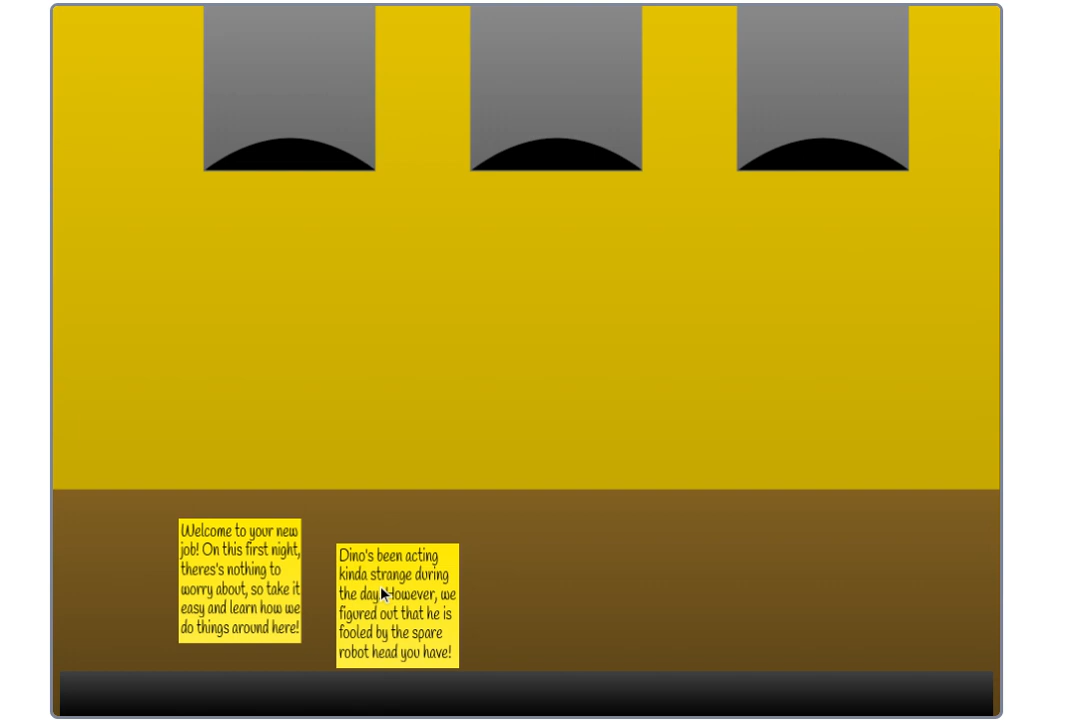 Welcome to your new
job! On this first night,
theres's nothing to
worry about, so take it
easy and learn how we
do things around here!
Dino's been acting
kinda strange during
the day. However, we
figured out that he is
fooled by the spare
robot head you have!